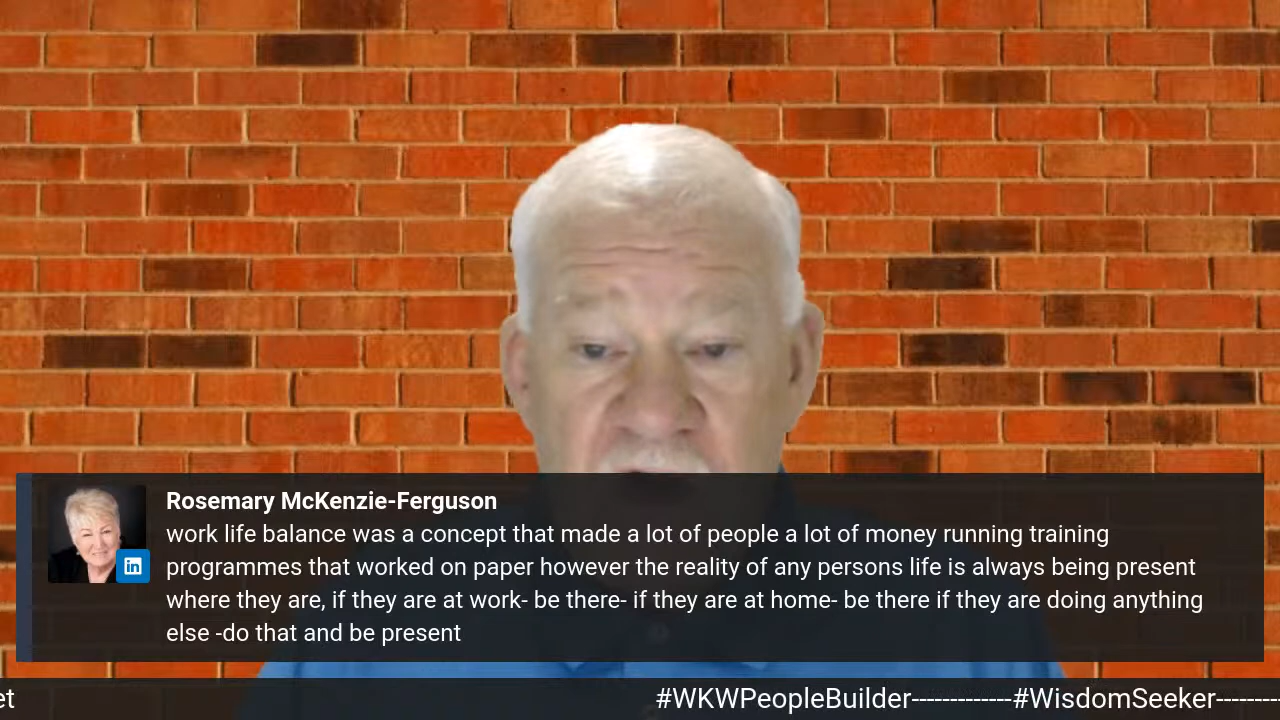 Rosemary McKenzie-Ferguson
work life balance was a concept that made a lot of people a lot of money running training
programmes that worked on paper however the reality of any persons life is always being present
where they are, if they are at work- be there- if they are at home- be there if they are doing anything
else -do that and be present
in
et #WKWPeopleBuilder-------------#WisdomSeeker---------